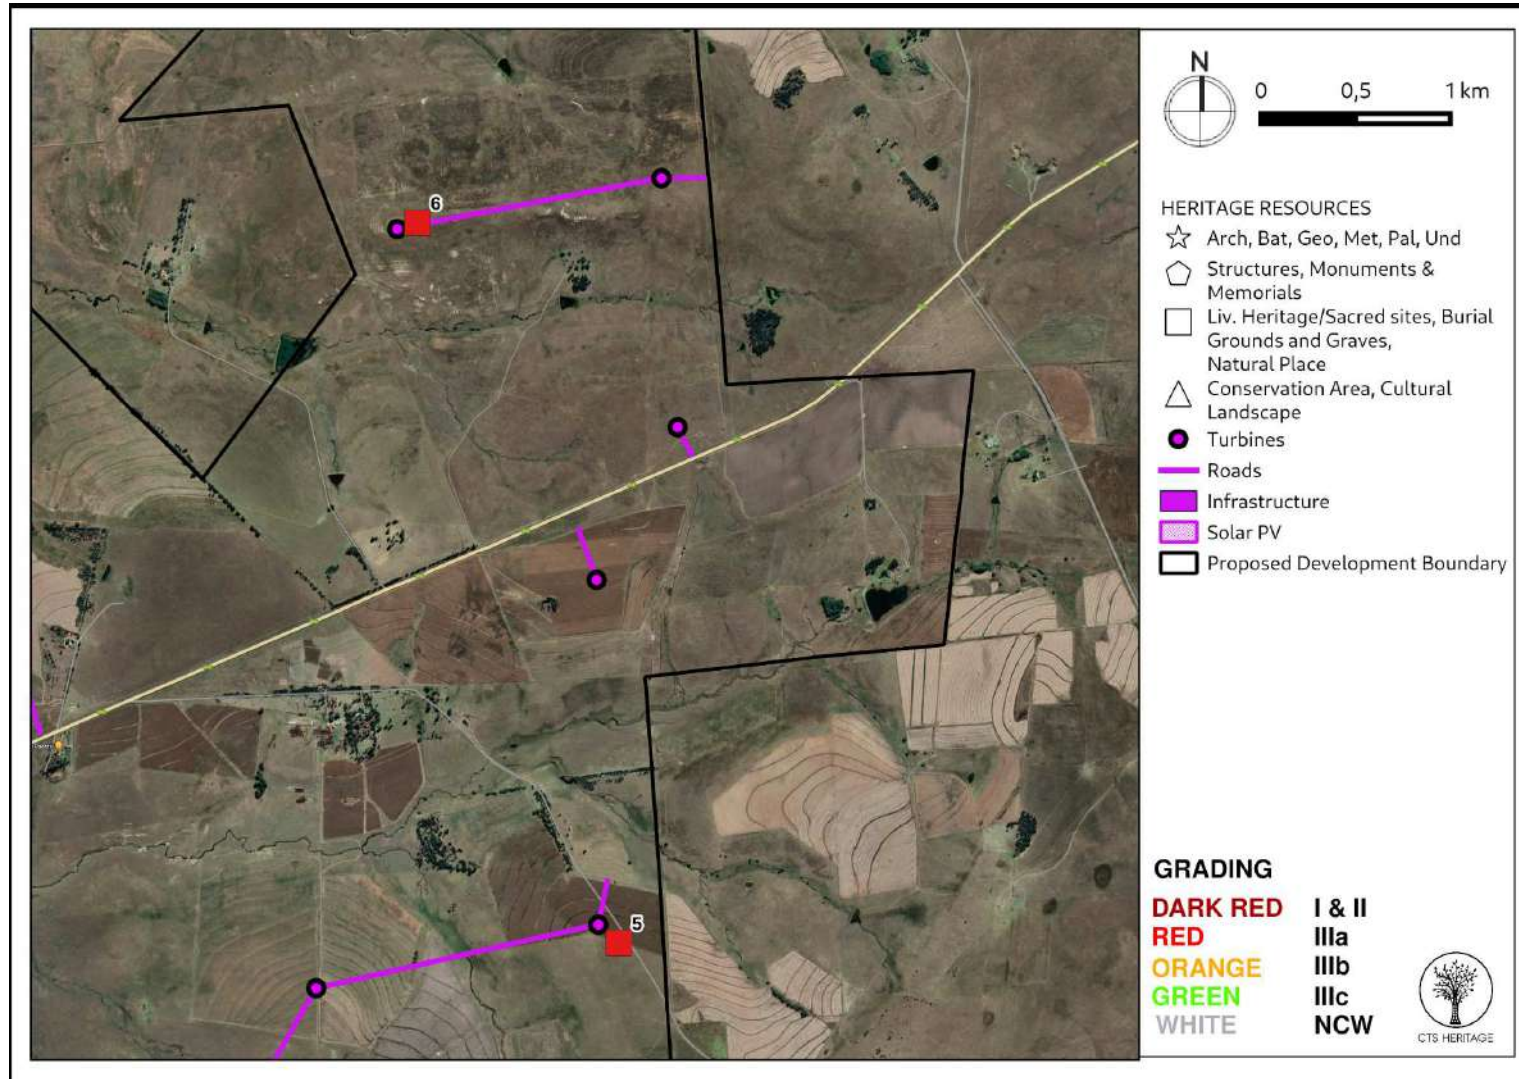 N
0 0,5 1 km
6
5
HERITAGE RESOURCES
Arch, Bat, Geo, Met, Pal, Und
Structures, Monuments &
Memorials
Liv. Heritage/Sacred sites, Burial
Grounds and Graves,
Natural Place
Conservation Area, Cultural
Landscape
Turbines
Roads
Infrastructure
Solar PV
Proposed Development Boundary
GRADING
DARK RED I & II
RED IIIa
ORANGE IIIb
GREEN IIIc
WHITE NCW
CTS HERITAGE